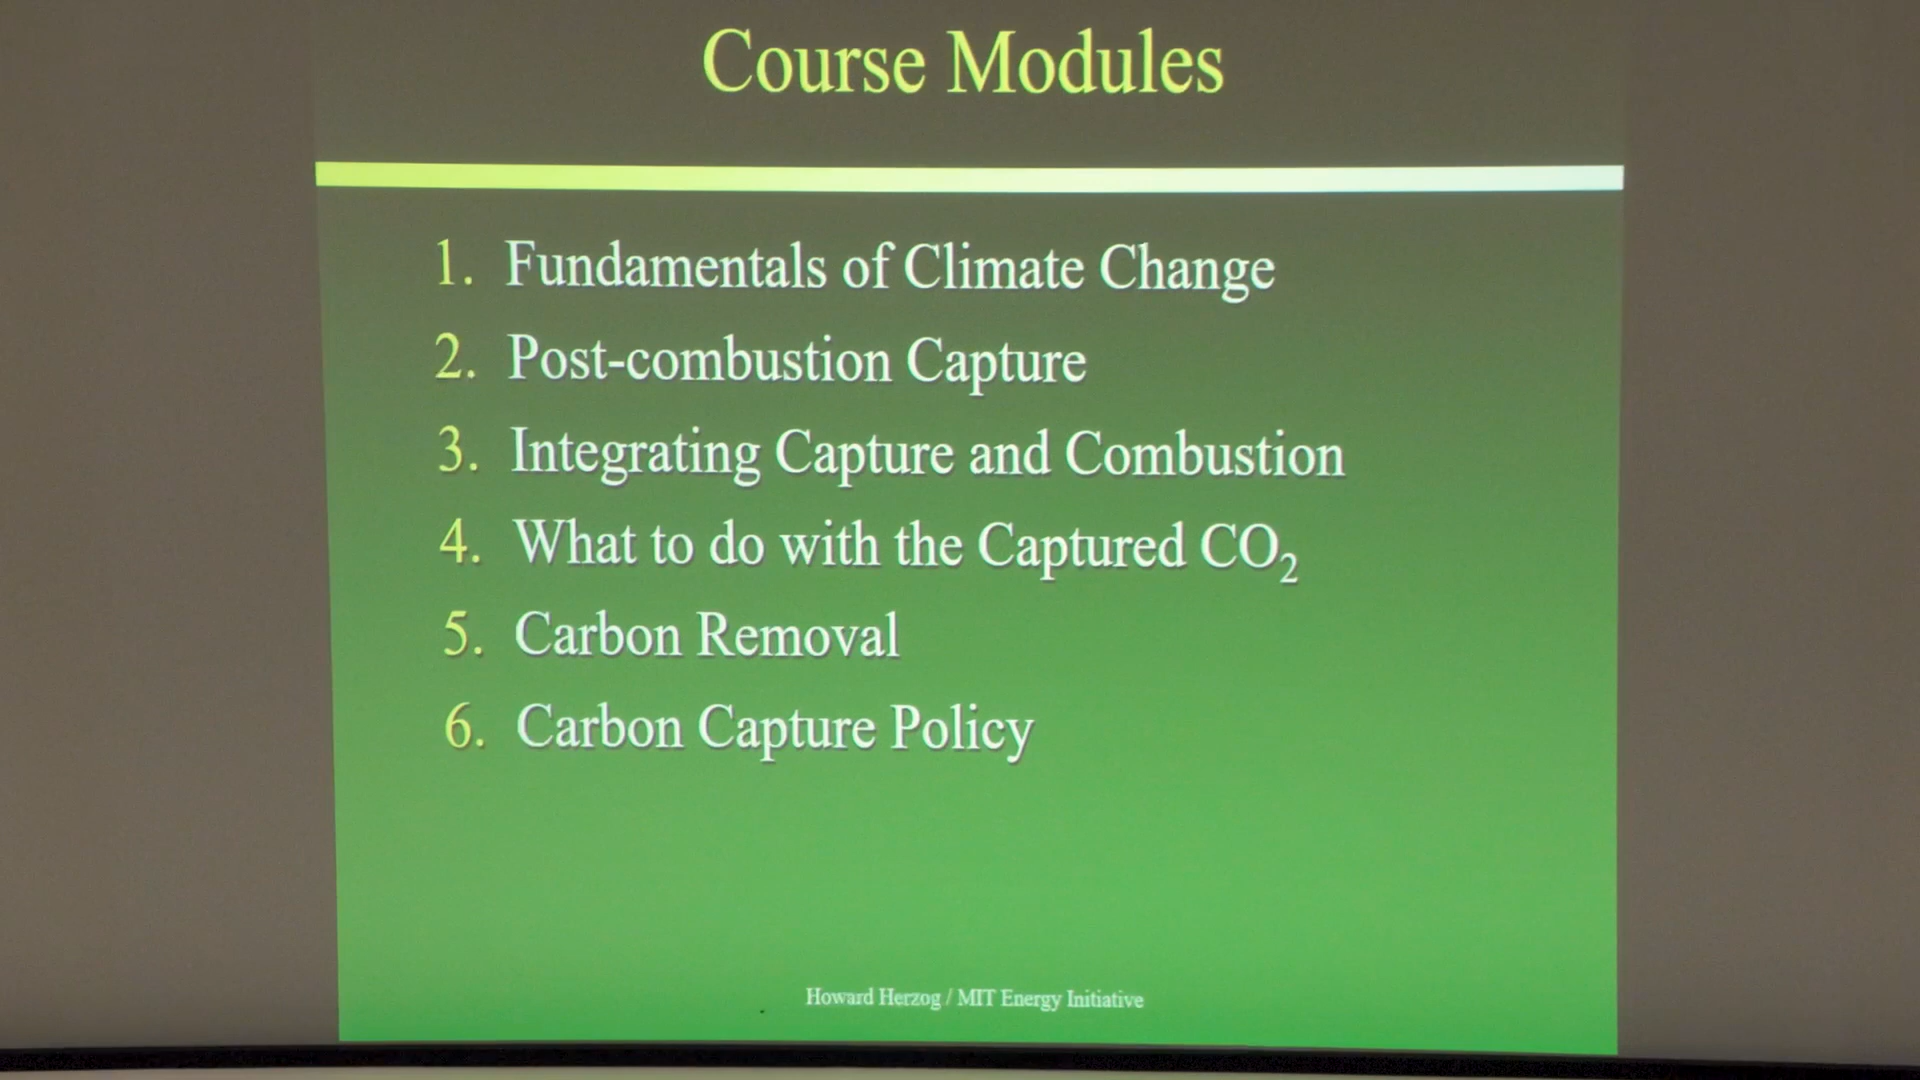 Course Modules
1. Fundamentals of Climate Change
2. Post-combustion Capture
3. Integrating Capture and Combustion
4. What to do with the Captured CO₂
5. Carbon Removal
6. Carbon Capture Policy
Howard Herzog / MIT Energy Initiative